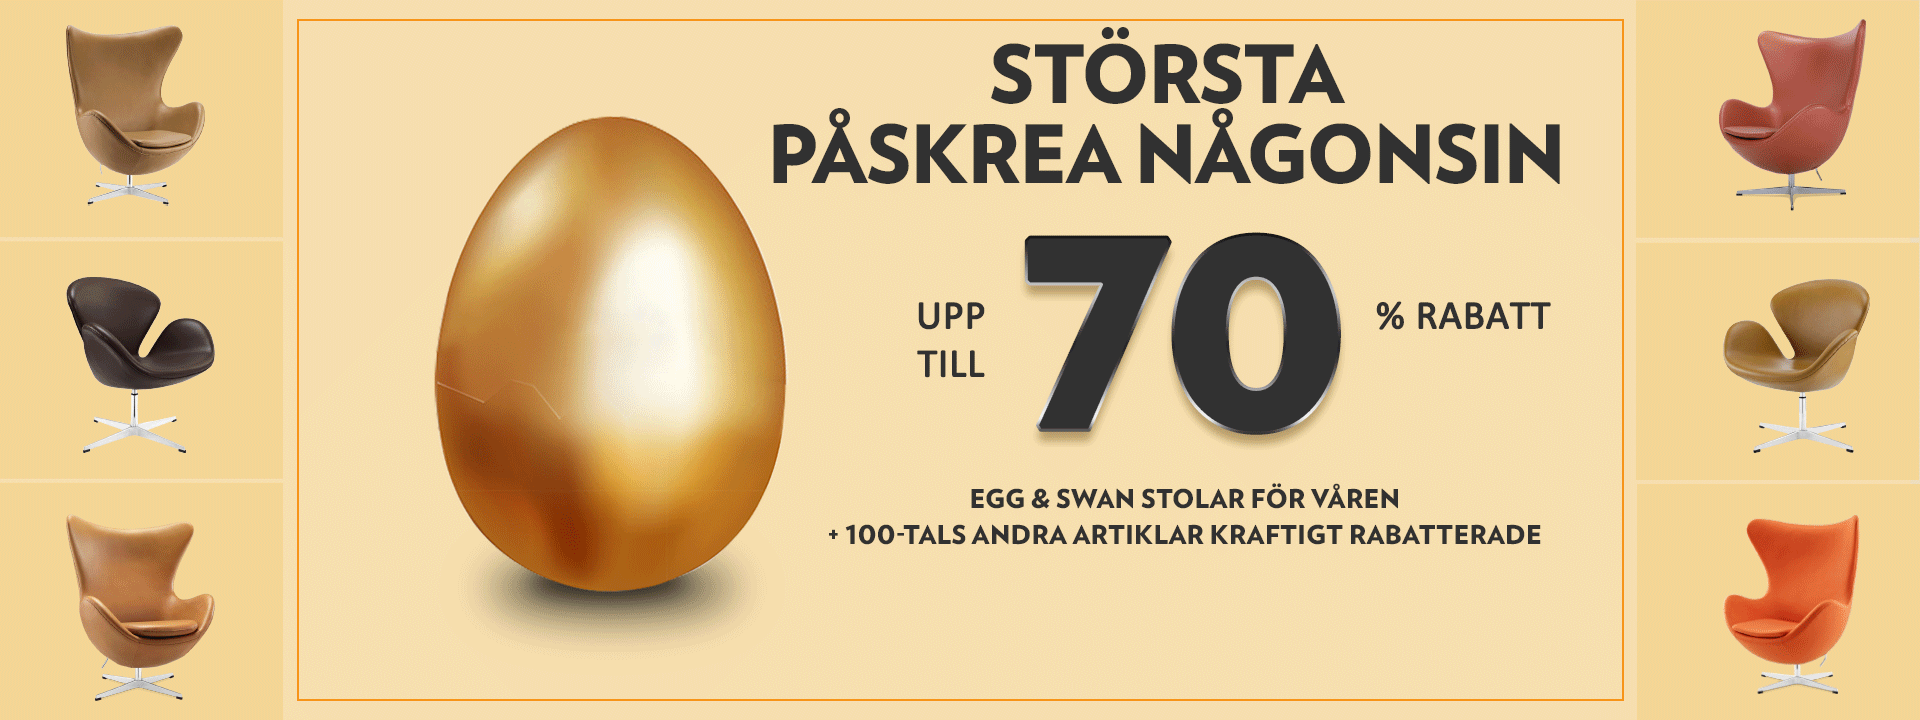 STÖRSTA
PÅSKREA NÅGONSIN
UPP
TILL
70
% RABATT
EGG & SWAN STOLAR FÖR VÅREN
+ 100-TALS ANDRA ARTIKLAR KRAFTIGT RABATTERADE